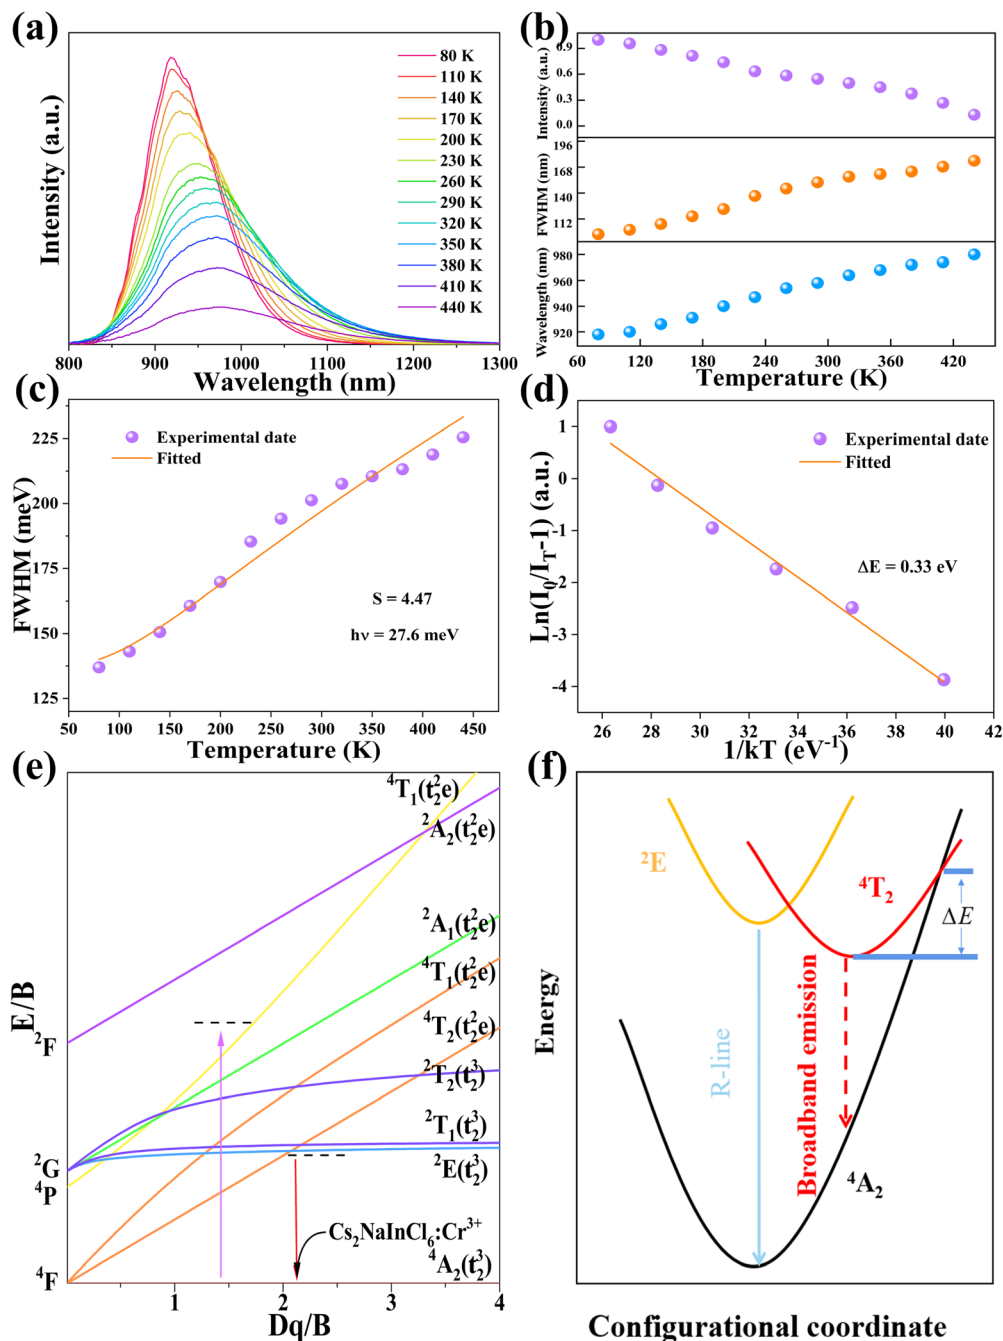 (a)
Intensity (a.u.)
80 K
110 K
140 K
170 K
200 K
230 K
260 K
290 K
320 K
350 K
380 K
410 K
440 K
800 900 1000 1100 1200 1300
Wavelength (nm)
(b)
Intensity (a.u.)
0.9
0.6
0.3
0.0
FWHM (nm)
196
168
140
112
Wavelength (nm)
980
960
940
920
60 120 180 240 300 360 420
Temperature (K)
(c)
FWHM (meV)
225
200
175
150
125
Experimental date
Fitted
S = 4.47
hν = 27.6 meV
50 100 150 200 250 300 350 400 450
Temperature (K)
(d)
Ln(I₀/I_T-1) (a.u.)
1
0
-1
-2
-3
-4
Experimental date
Fitted
ΔE = 0.33 eV
26 28 30 32 34 36 38 40 42
1/kT (eV⁻¹)
(e)
E/B
²F
²G
⁴P
⁴F
⁴T₁(t₂²e)
²A₂(t₂²e)
²A₁(t₂²e)
⁴T₁(t₂²e)
⁴T₂(t₂²e)
²T₂(t₂³)
²T₁(t₂³)
²E(t₂³)
Cs₂NaInCl₆:Cr³⁺
⁴A₂(t₂³)
1 2 3 4
Dq/B
(f)
Energy
²E
⁴T₂
ΔE
R-line
Broadband emission
⁴A₂
Configurational coordinate